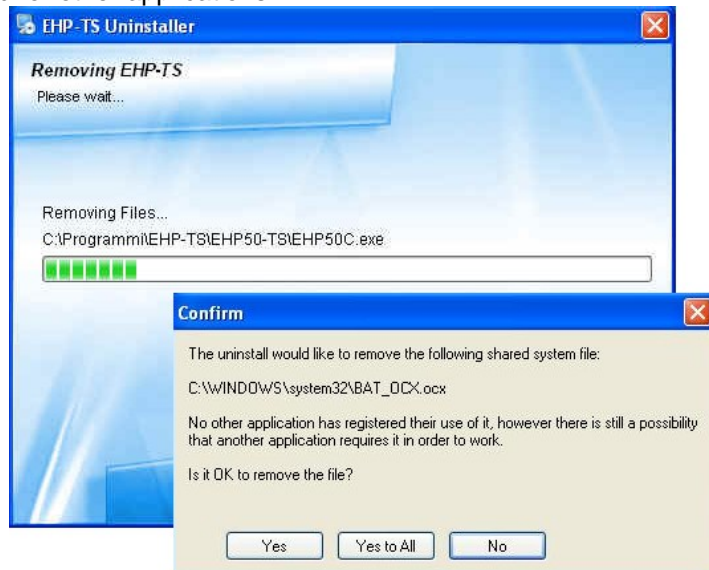 EHP-TS Uninstaller
Removing EHP-TS
Please wait...
Removing Files...
C:\Programmi\EHP-TS\EHP50-TS\EHP50C.exe
Confirm
The uninstall would like to remove the following shared system file:
C:\WINDOWS\system32\BAT_OCX.ocx
No other application has registered their use of it, however there is still a possibility
that another application requires it in order to work.
Is it OK to remove the file?
Yes
Yes to All
No